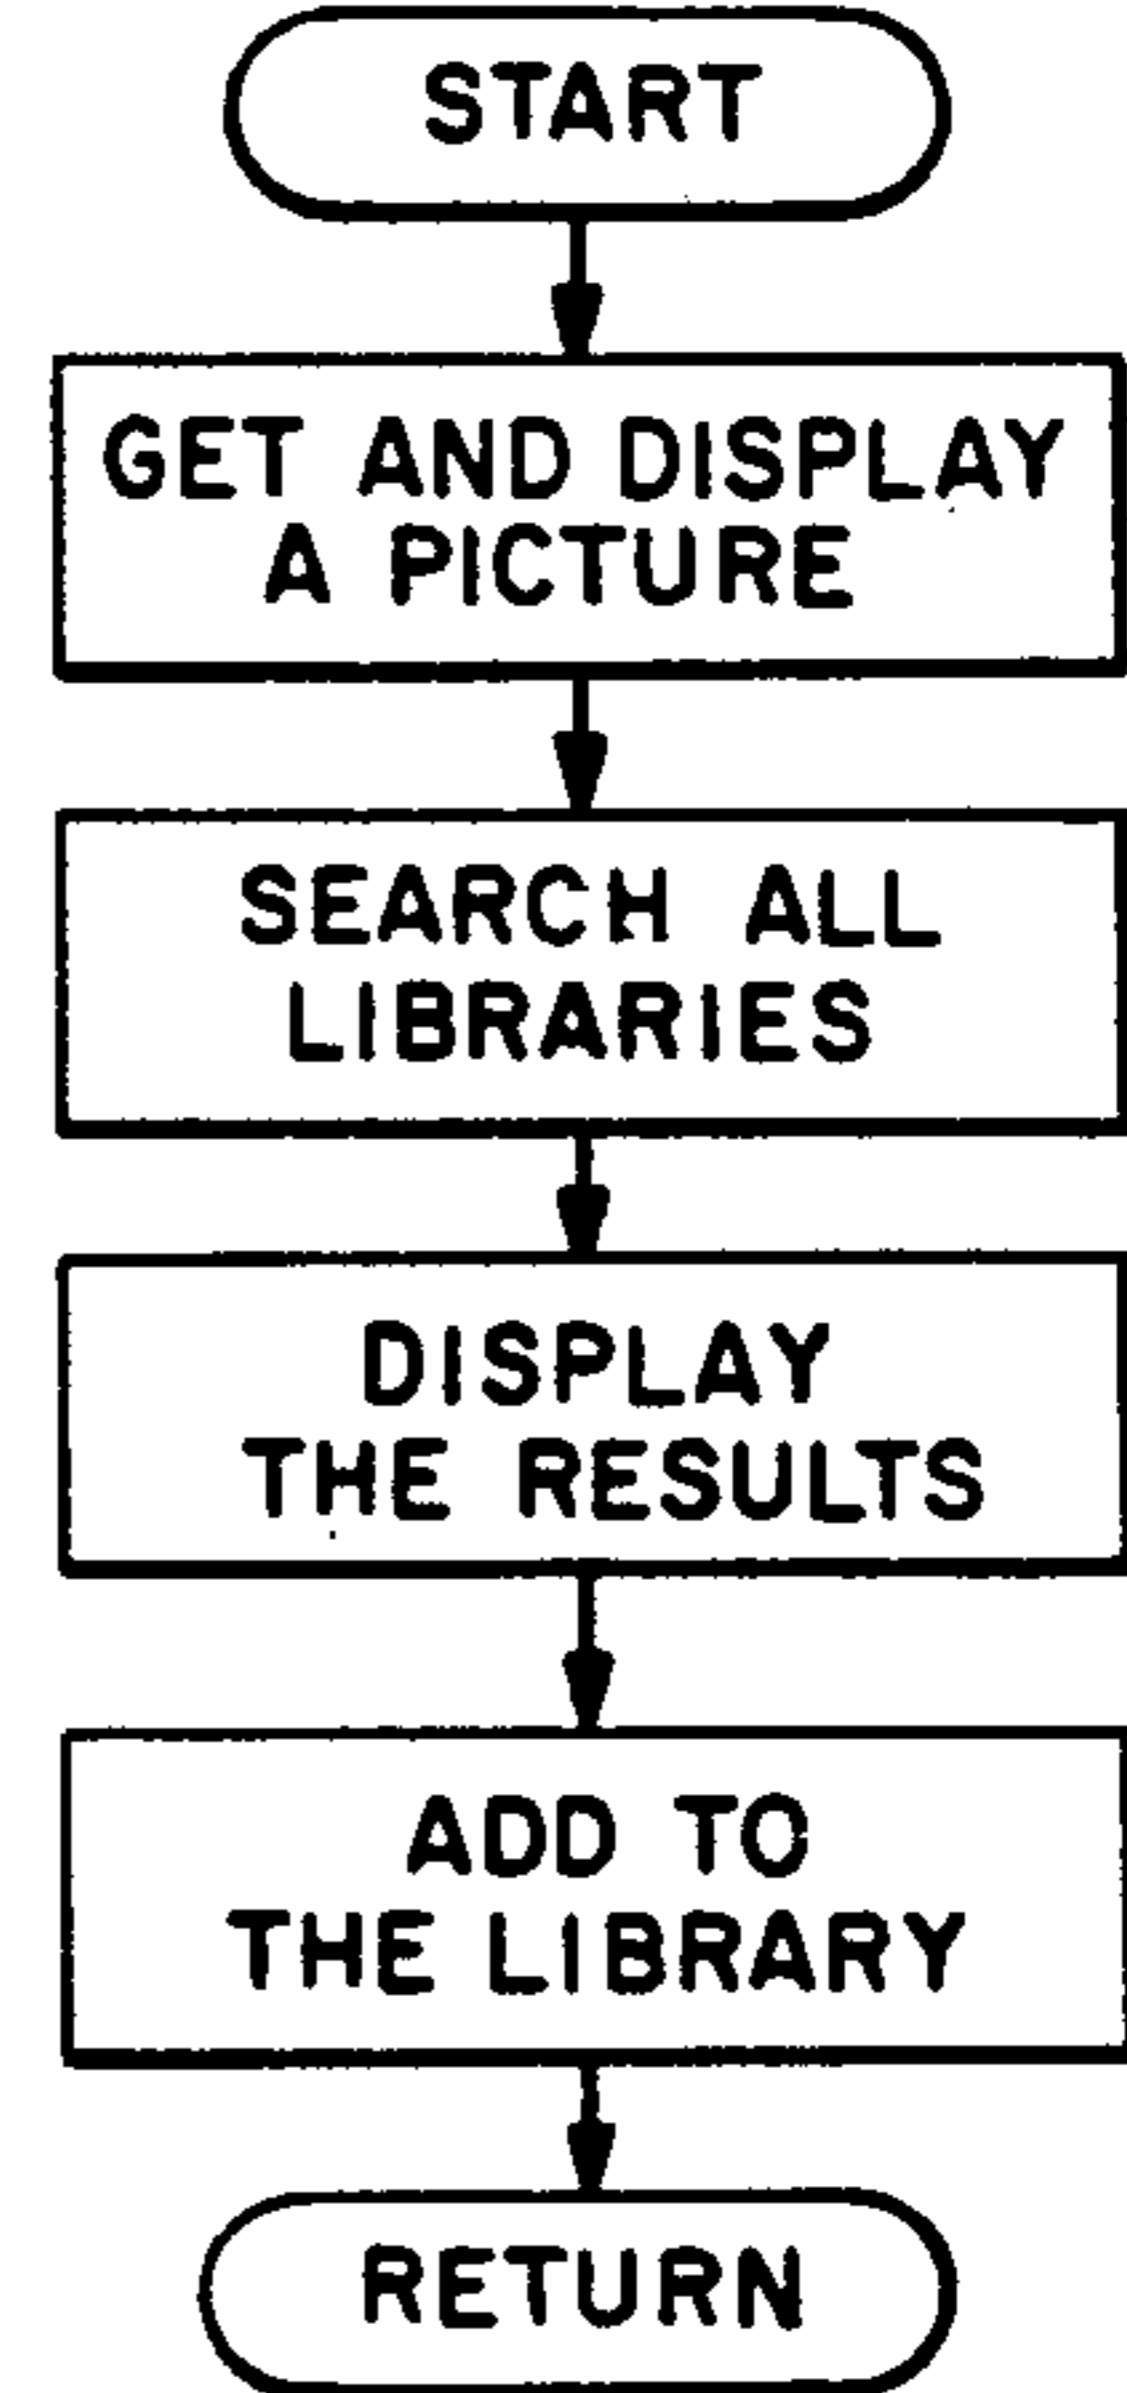 START
GET AND DISPLAY
A PICTURE
SEARCH ALL
LIBRARIES
DISPLAY
THE RESULTS
ADD TO
THE LIBRARY
RETURN